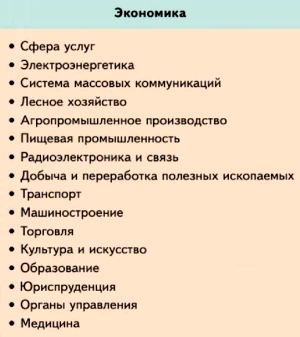 Экономика
• Сфера услуг
• Электроэнергетика
• Система массовых коммуникаций
• Лесное хозяйство
• Агропромышленное производство
• Пищевая промышленность
• Радиоэлектроника и связь
• Добыча и переработка полезных ископаемых
• Транспорт
• Машиностроение
• Торговля
• Культура и искусство
• Образование
• Юриспруденция
• Органы управления
• Медицина